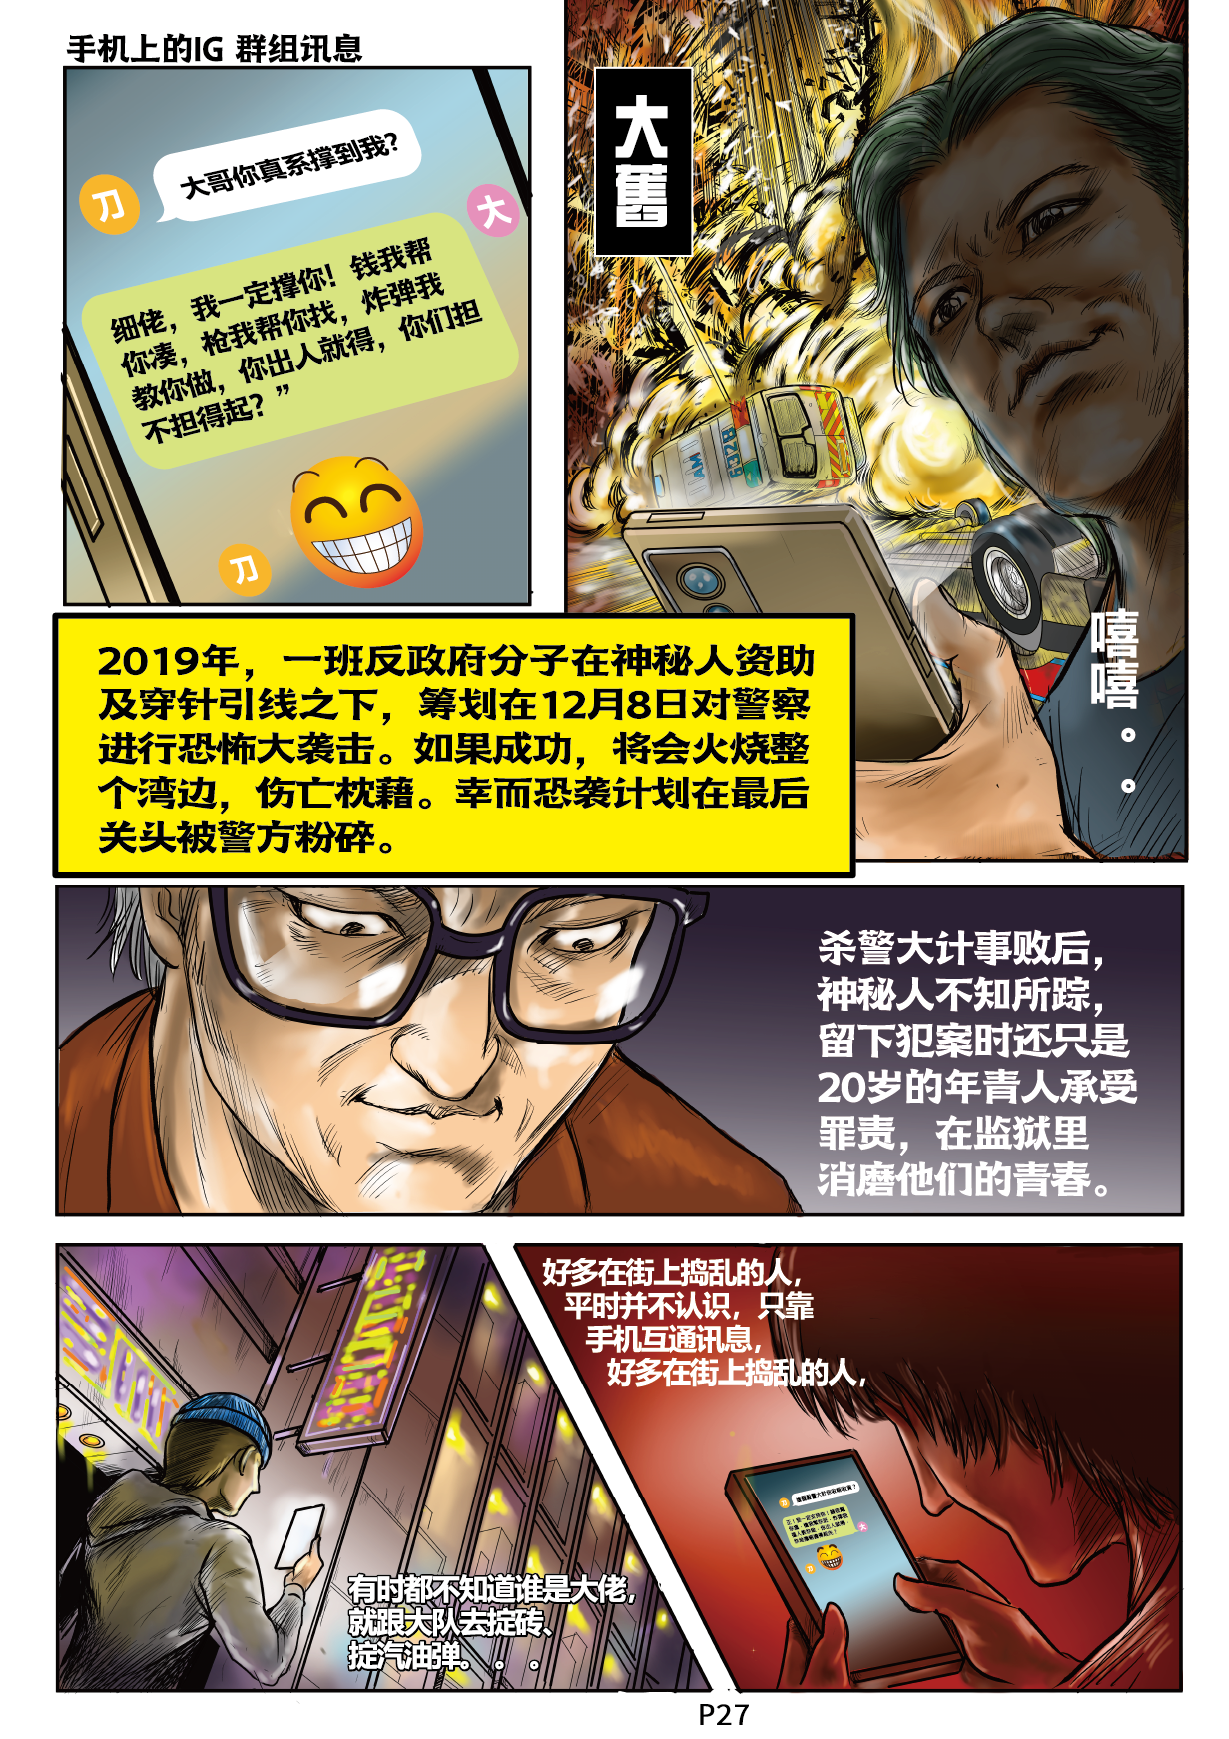 手机上的IG 群组讯息
刀
大哥你真系撑到我?
大
细佬，我一定撑你！钱我帮
你凑，枪我帮你找，炸弹我
教你做，你出人就得，你们担
不担得起？”
刀
大舊
AM
6328
嘻嘻。。
2019年，一班反政府分子在神秘人资助
及穿针引线之下，筹划在12月8日对警察
进行恐怖大袭击。如果成功，将会火烧整
个湾边，伤亡枕藉。幸而恐袭计划在最后
关头被警方粉碎。
杀警大计事败后，
神秘人不知所踪，
留下犯案时还只是
20岁的年青人承受
罪责，在监狱里
消磨他们的青春。
好多在街上捣乱的人，
平时并不认识，只靠
手机互通讯息，
好多在街上捣乱的人，
有时都不知道谁是大佬，
就跟大队去掟砖、
掟汽油弹。。。
刀
大
刀
P27